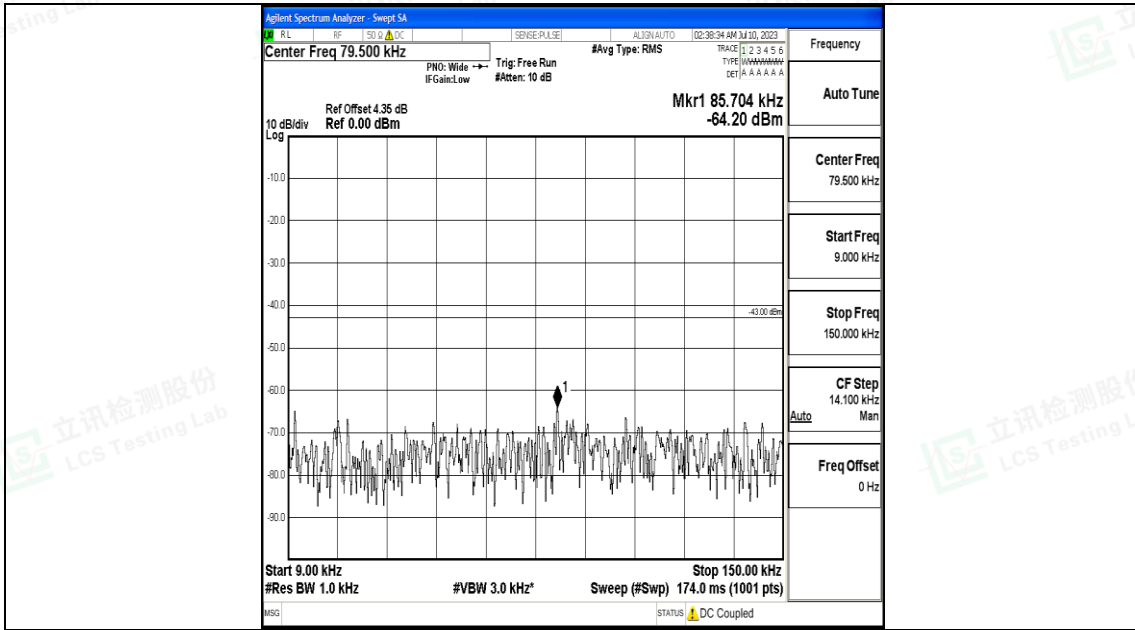 Agilent Spectrum Analyzer - Swept SA
RL RF 50 Ω DC SENSE:PULSE ALIGN AUTO 02:38:34 AM Jul 10, 2023
Center Freq 79.500 kHz
#Avg Type: RMS
TRACE 1 2 3 4 5 6
TYPE
DET A A A A A A
PNO: Wide
IFGain:Low
Trig: Free Run
#Atten: 10 dB
Mkr1 85.704 kHz
-64.20 dBm
Ref Offset 4.35 dB
10 dB/div Ref 0.00 dBm
Log
-10.0
-20.0
-30.0
-40.0
-43.00 dBm
-50.0
-60.0
1
-70.0
-80.0
-90.0
Start 9.00 kHz Stop 150.00 kHz
#Res BW 1.0 kHz #VBW 3.0 kHz* Sweep (#Swp) 174.0 ms (1001 pts)
MSG STATUS DC Coupled
Frequency
Auto Tune
Center Freq
79.500 kHz
Start Freq
9.000 kHz
Stop Freq
150.000 kHz
CF Step
14.100 kHz
Auto Man
Freq Offset
0 Hz
立讯检测股份
LCS Testing Lab
立讯检测股份
LCS Testing L